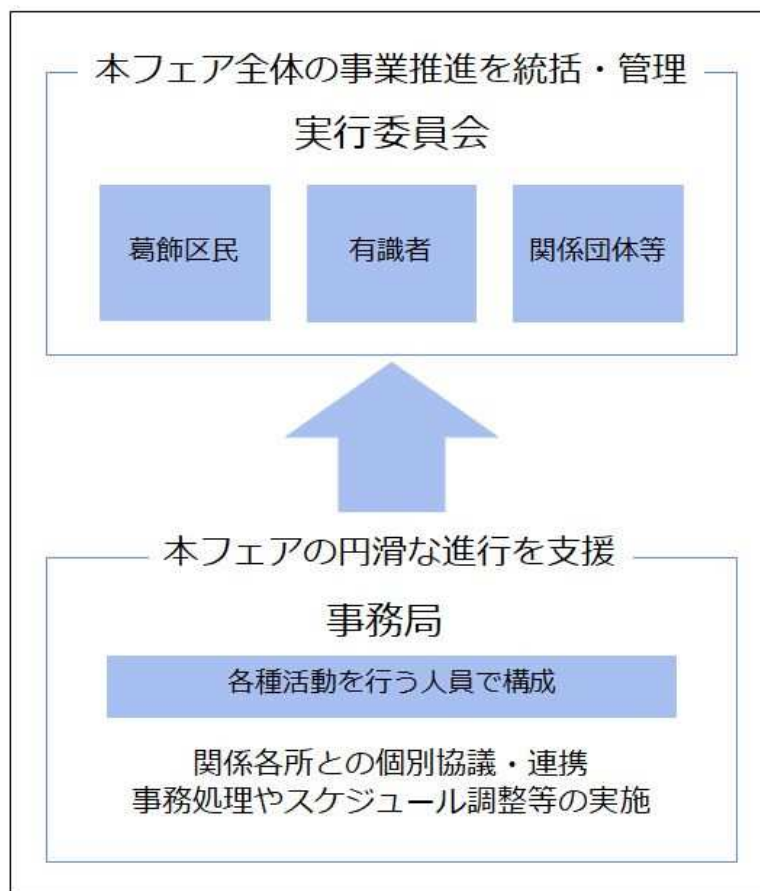 本フェア全体の事業推進を統括・管理
実行委員会
葛飾区民
有識者
関係団体等
本フェアの円滑な進行を支援
事務局
各種活動を行う人員で構成
関係各所との個別協議・連携
事務処理やスケジュール調整等の実施